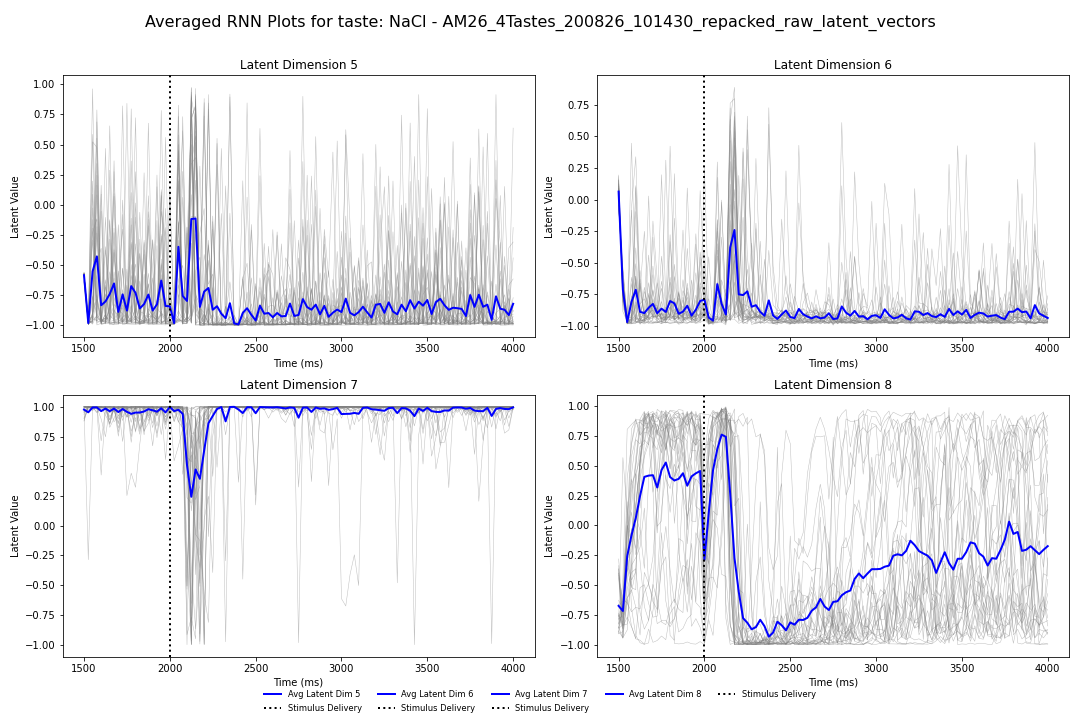 Averaged RNN Plots for taste: NaCl - AM26_4Tastes_200826_101430_repacked_raw_latent_vectors
Latent Dimension 5
Latent Value
1.00
0.75
0.50
0.25
0.00
−0.25
−0.50
−0.75
−1.00
1500 2000 2500 3000 3500 4000
Time (ms)
Latent Dimension 6
Latent Value
0.75
0.50
0.25
0.00
−0.25
−0.50
−0.75
−1.00
1500 2000 2500 3000 3500 4000
Time (ms)
Latent Dimension 7
Latent Value
1.00
0.75
0.50
0.25
0.00
−0.25
−0.50
−0.75
−1.00
1500 2000 2500 3000 3500 4000
Time (ms)
Latent Dimension 8
Latent Value
1.00
0.75
0.50
0.25
0.00
−0.25
−0.50
−0.75
−1.00
1500 2000 2500 3000 3500 4000
Time (ms)
Avg Latent Dim 5 Avg Latent Dim 6 Avg Latent Dim 7 Avg Latent Dim 8 Stimulus Delivery
Stimulus Delivery Stimulus Delivery Stimulus Delivery